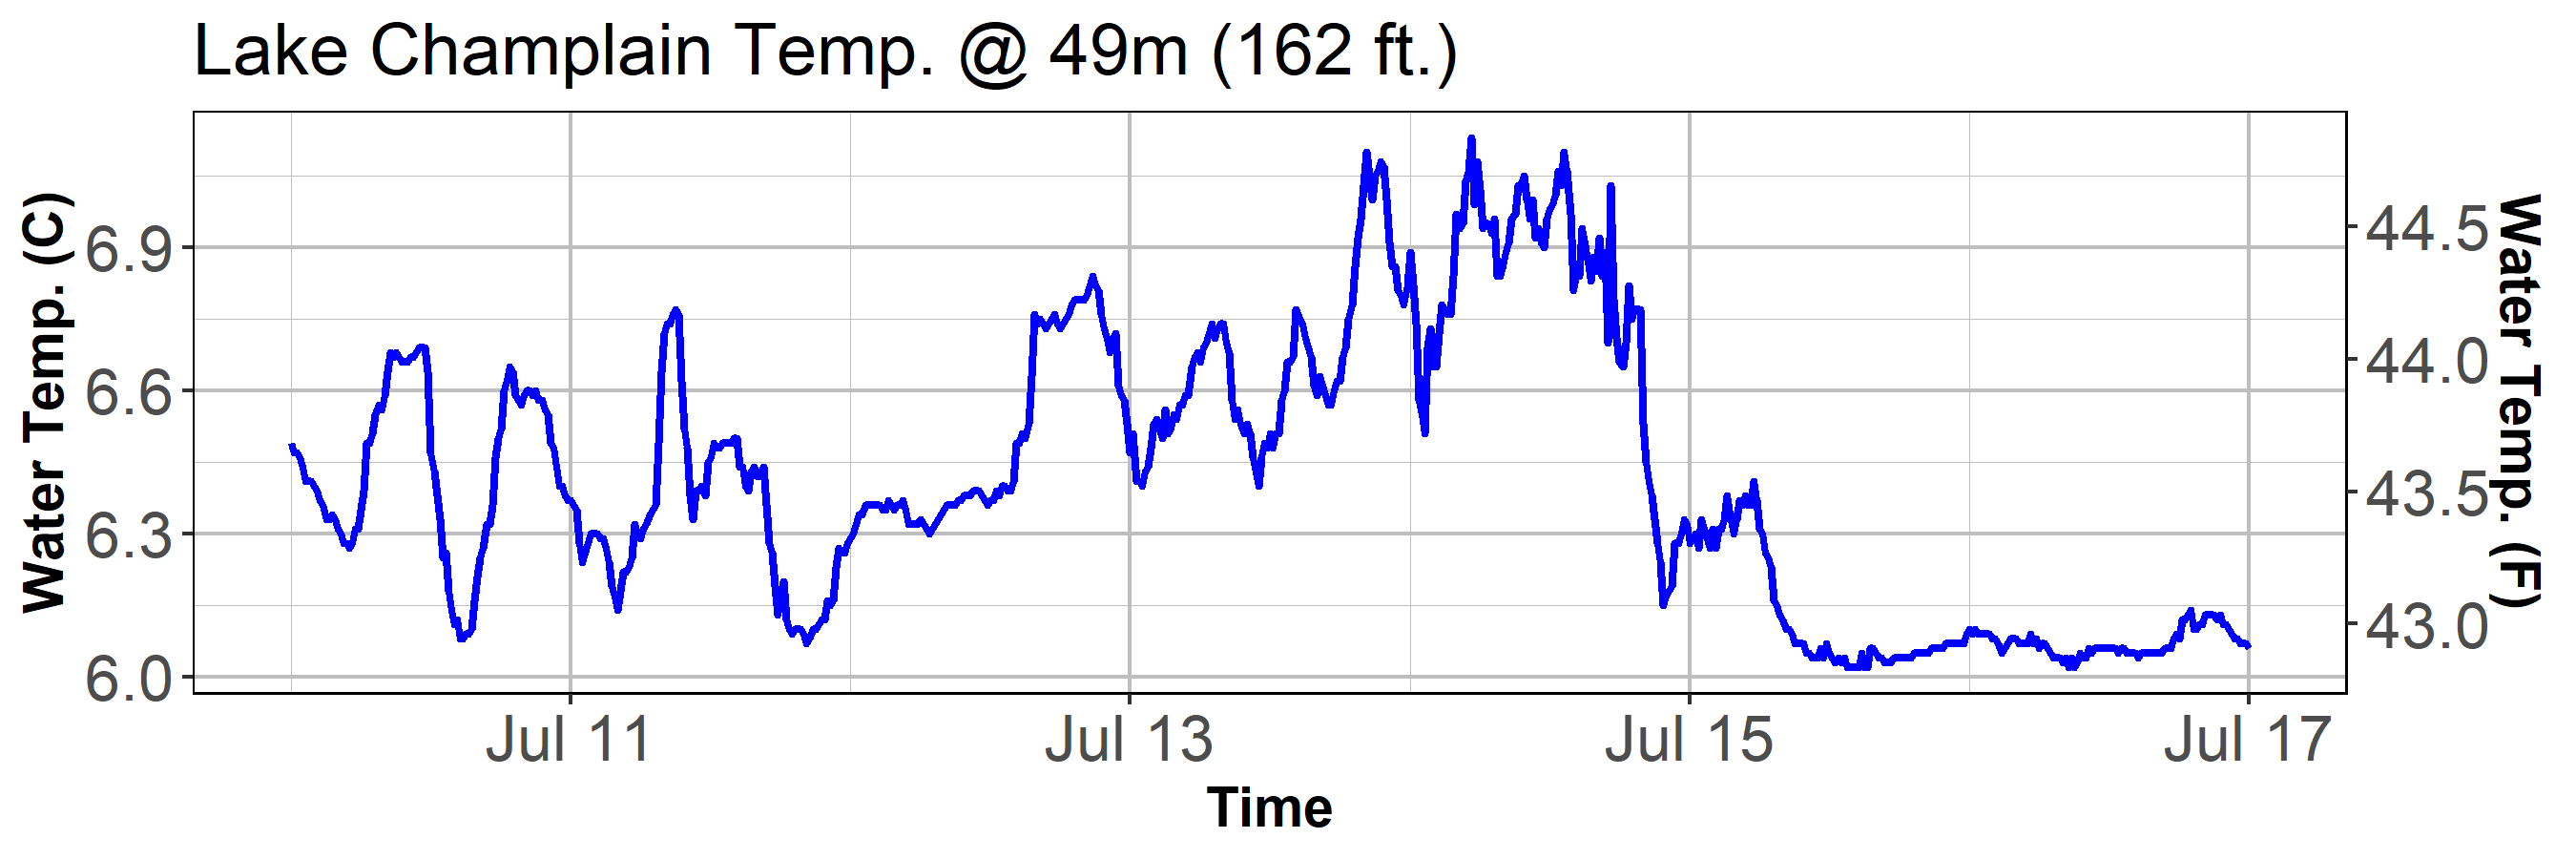 Lake Champlain Temp. @ 49m (162 ft.)
Water Temp. (C)
6.9
6.6
6.3
6.0
44.5
44.0
43.5
43.0
Water Temp. (F)
Jul 11 Jul 13 Jul 15 Jul 17
Time